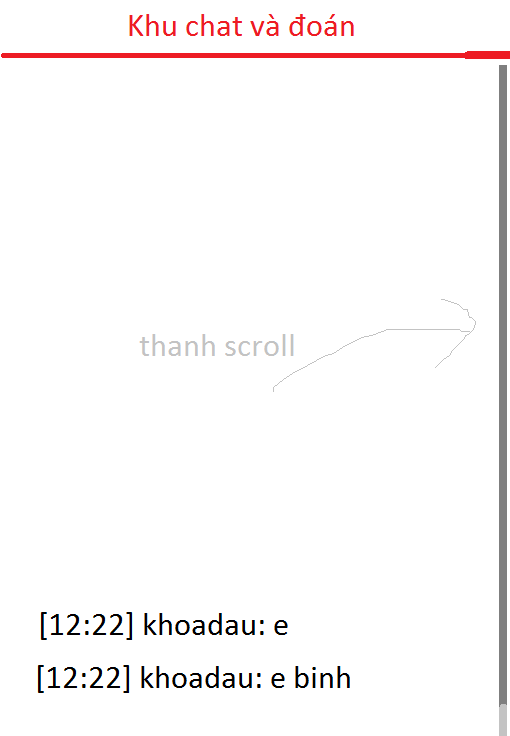 Khu chat và đoán
thanh scroll
[12:22] khoadau: e
[12:22] khoadau: e binh